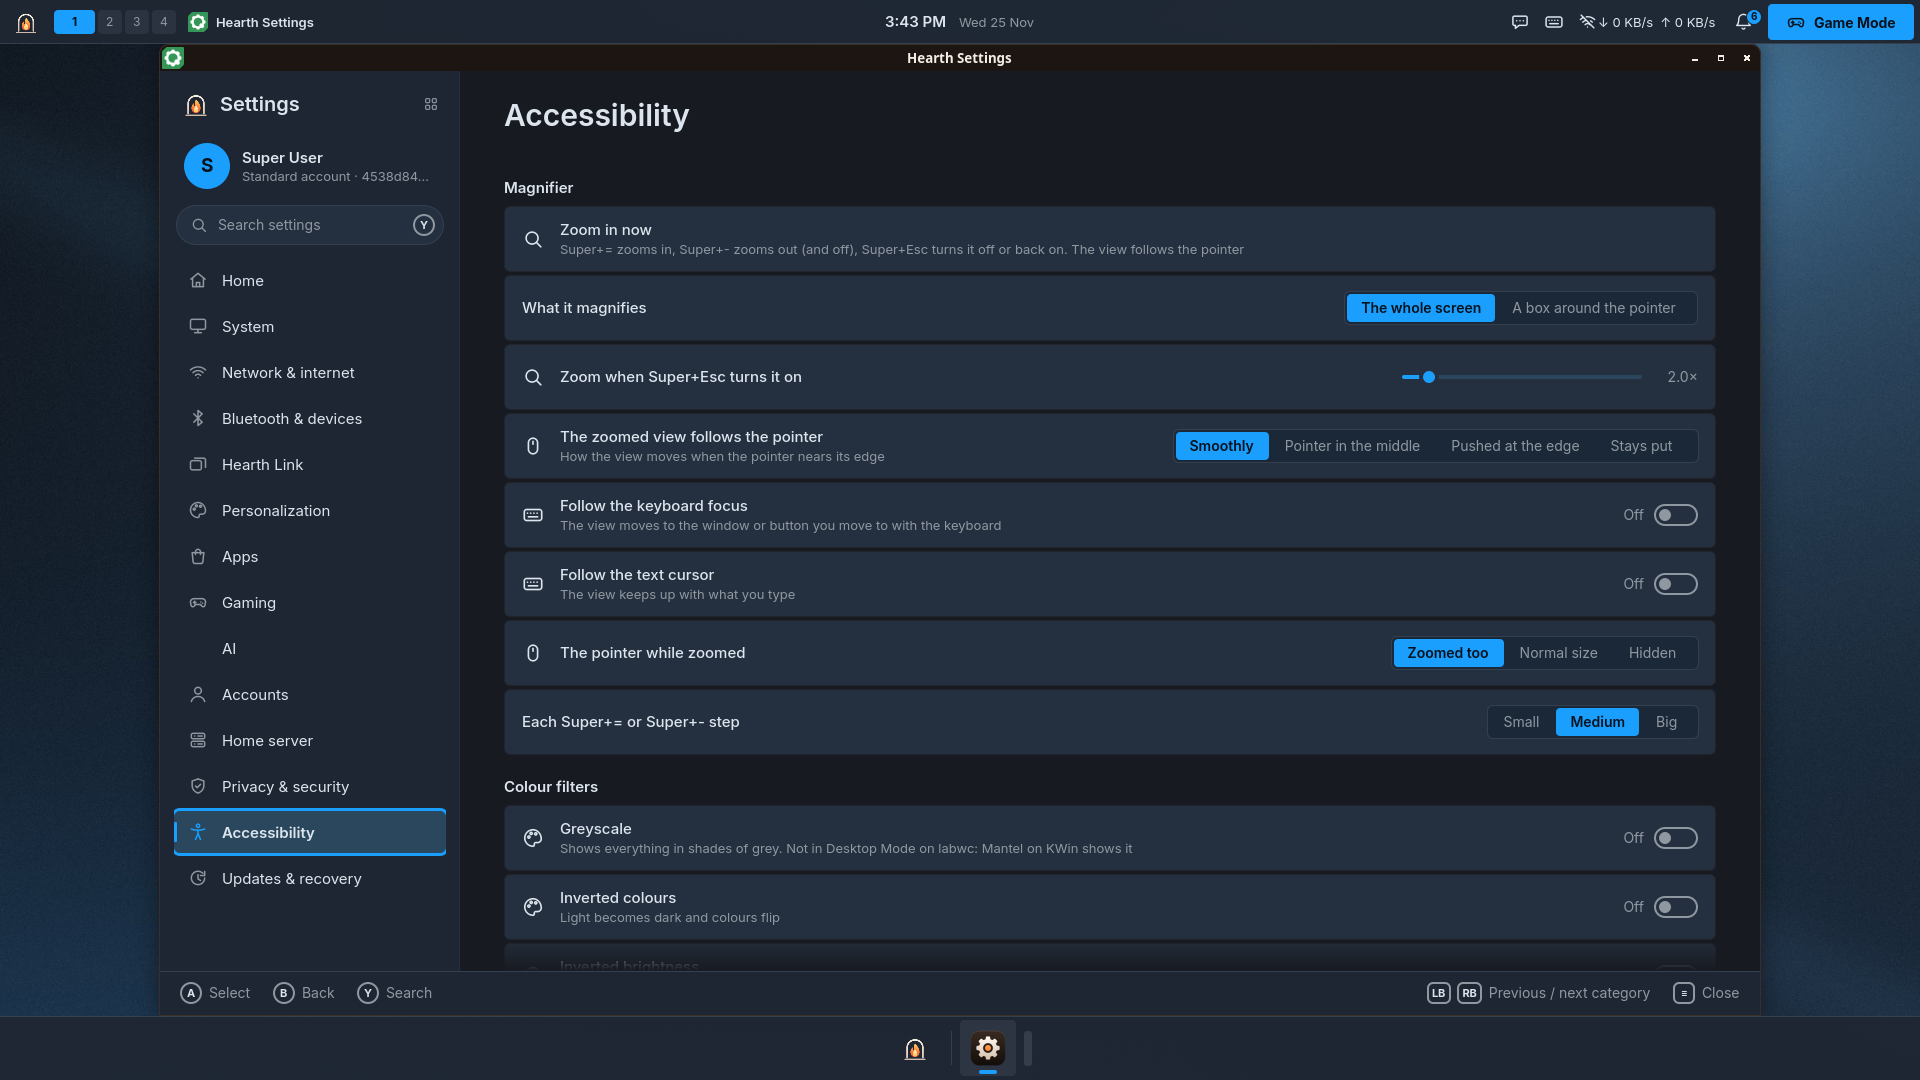 1 2 3 4 Hearth Settings
3:43 PM Wed 25 Nov
↓ 0 KB/s ↑ 0 KB/s 6 Game Mode
Hearth Settings
Settings
S
Super User
Standard account · 4538d84...
Search settings Y
Home
System
Network & internet
Bluetooth & devices
Hearth Link
Personalization
Apps
Gaming
AI
Accounts
Home server
Privacy & security
Accessibility
Updates & recovery
Accessibility
Magnifier
Zoom in now
Super+= zooms in, Super+- zooms out (and off), Super+Esc turns it off or back on. The view follows the pointer
What it magnifies The whole screen A box around the pointer
Zoom when Super+Esc turns it on 2.0×
The zoomed view follows the pointer
How the view moves when the pointer nears its edge
Smoothly Pointer in the middle Pushed at the edge Stays put
Follow the keyboard focus
The view moves to the window or button you move to with the keyboard
Off
Follow the text cursor
The view keeps up with what you type
Off
The pointer while zoomed Zoomed too Normal size Hidden
Each Super+= or Super+- step Small Medium Big
Colour filters
Greyscale
Shows everything in shades of grey. Not in Desktop Mode on labwc: Mantel on KWin shows it
Off
Inverted colours
Light becomes dark and colours flip
Off
Inverted brightness
A Select B Back Y Search
LB RB Previous / next category ≡ Close